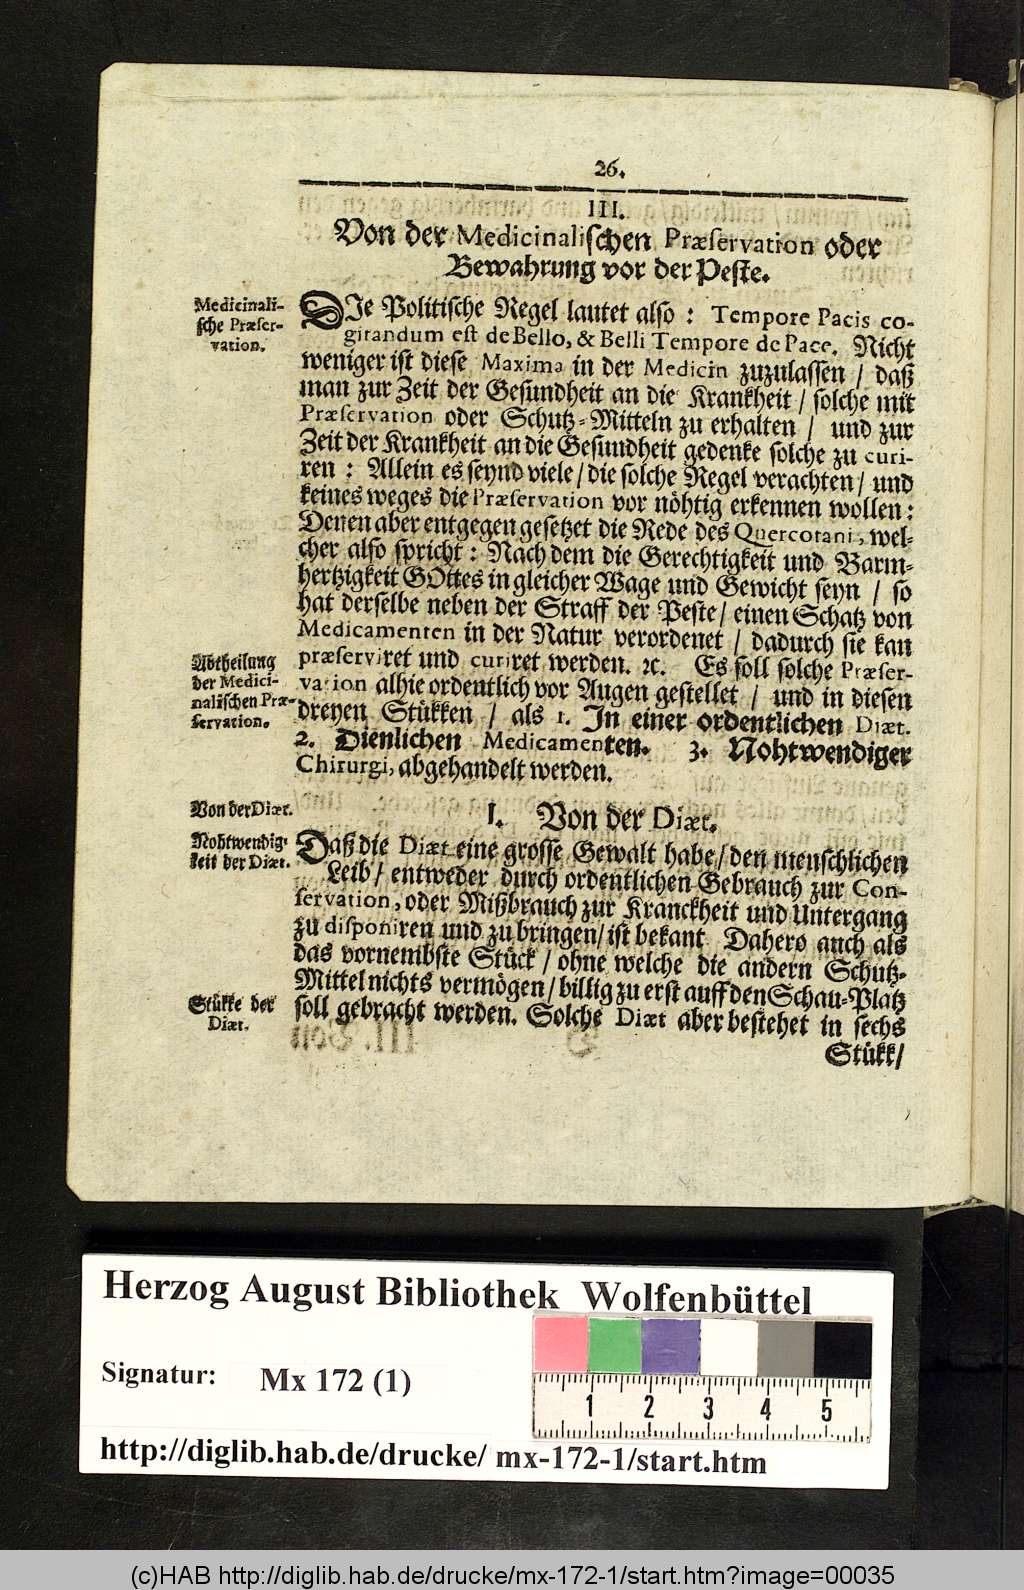 26.
III.
Von der Medicinalischen Præservation oder
Bewahrung vor der Peste.
Medicinali-
sche Præser-
vation.
DIe Politische Regel lautet also : Tempore Pacis co-
gitandum est de Bello, & Belli Tempore de Pace. Nicht
weniger ist diese Maxima in der Medicin zuzulassen / daß
man zur Zeit der Gesundheit an die Krankheit / solche mit
Præservation oder Schutz-Mitteln zu erhalten / und zur
Zeit der Krankheit an die Gesundheit gedenke solche zu curi-
ren : Allein es seynd viele / die solche Regel verachten / und
keines weges die Præservation vor nöhtig erkennen wollen :
Denen aber entgegen gesetzet die Rede des Quercotani, wel-
cher also spricht : Nach dem die Gerechtigkeit und Barm-
hertzigkeit GOttes in gleicher Wage und Gewicht seyn / so
hat derselbe neben der Straff der Peste / einen Schatz von
Medicamenten in der Natur verordenet / dadurch sie kan
præserviret und curiret werden. ꝛc. Es soll solche Præser-
vation alhie ordentlich vor Augen gestellet / und in diesen
dreyen Stükken / als 1. In einer ordentlichen Diæt.
2. Dienlichen Medicamenten. 3. Nohtwendiger
Chirurgi, abgehandelt werden.
Abtheilung
der Medici-
nalischen Præ-
servation.
Von der Diæt.
I. Von der Diæt.
Nohtwendig-
keit der Diæt.
Daß die Diæt eine grosse Gewalt habe / den menschlichen
Leib / entweder durch ordentlichen Gebrauch zur Con-
servation, oder Mißbrauch zur Kranckheit und Untergang
zu disponiren und zu bringen / ist bekant Dahero auch als
das vornembste Stück / ohne welche die andern Schutz-
Mittel nichts vermögen / billig zu erst auff den Schau-Platz
soll gebracht werden. Solche Diæt aber bestehet in sechs
Stükke der
Diæt.
Stükk /
Herzog August Bibliothek Wolfenbüttel
Signatur: Mx 172 (1)
1 2 3 4 5
http://diglib.hab.de/drucke/ mx-172-1/start.htm
(c)HAB http://diglib.hab.de/drucke/mx-172-1/start.htm?image=00035